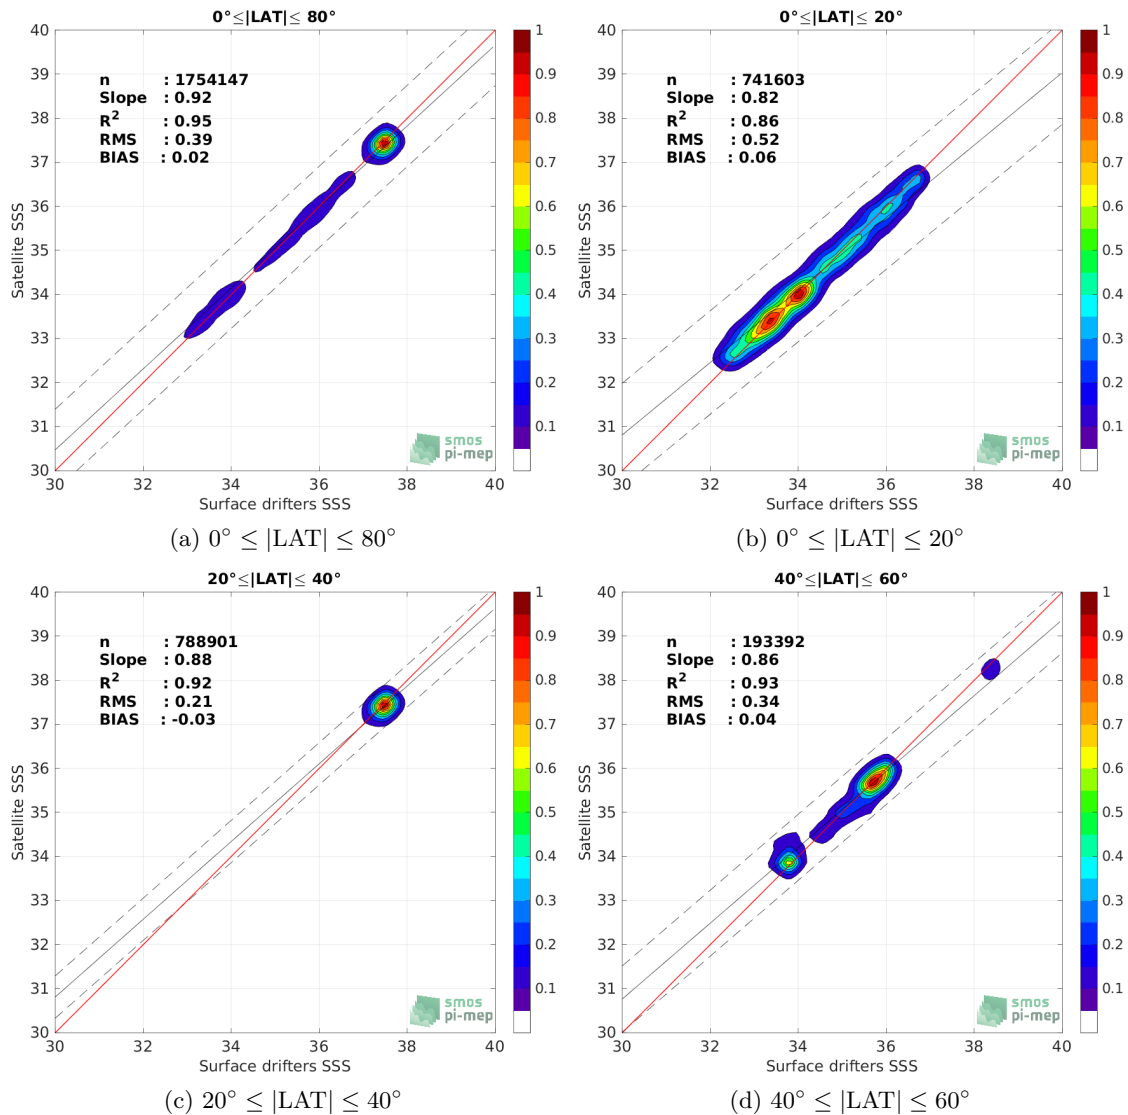 0°≤|LAT|≤ 80°
40
39
38
37
36
35
34
33
32
31
30
Satellite SSS
n : 1754147
Slope : 0.92
R² : 0.95
RMS : 0.39
BIAS : 0.02
smos
pi-mep
30 32 34 36 38 40
Surface drifters SSS
1
0.9
0.8
0.7
0.6
0.5
0.4
0.3
0.2
0.1
(a) 0° ≤ |LAT| ≤ 80°
0°≤|LAT|≤ 20°
40
39
38
37
36
35
34
33
32
31
30
Satellite SSS
n : 741603
Slope : 0.82
R² : 0.86
RMS : 0.52
BIAS : 0.06
smos
pi-mep
30 32 34 36 38 40
Surface drifters SSS
1
0.9
0.8
0.7
0.6
0.5
0.4
0.3
0.2
0.1
(b) 0° ≤ |LAT| ≤ 20°
20°≤|LAT|≤ 40°
40
39
38
37
36
35
34
33
32
31
30
Satellite SSS
n : 788901
Slope : 0.88
R² : 0.92
RMS : 0.21
BIAS : -0.03
smos
pi-mep
30 32 34 36 38 40
Surface drifters SSS
1
0.9
0.8
0.7
0.6
0.5
0.4
0.3
0.2
0.1
(c) 20° ≤ |LAT| ≤ 40°
40°≤|LAT|≤ 60°
40
39
38
37
36
35
34
33
32
31
30
Satellite SSS
n : 193392
Slope : 0.86
R² : 0.93
RMS : 0.34
BIAS : 0.04
smos
pi-mep
30 32 34 36 38 40
Surface drifters SSS
1
0.9
0.8
0.7
0.6
0.5
0.4
0.3
0.2
0.1
(d) 40° ≤ |LAT| ≤ 60°